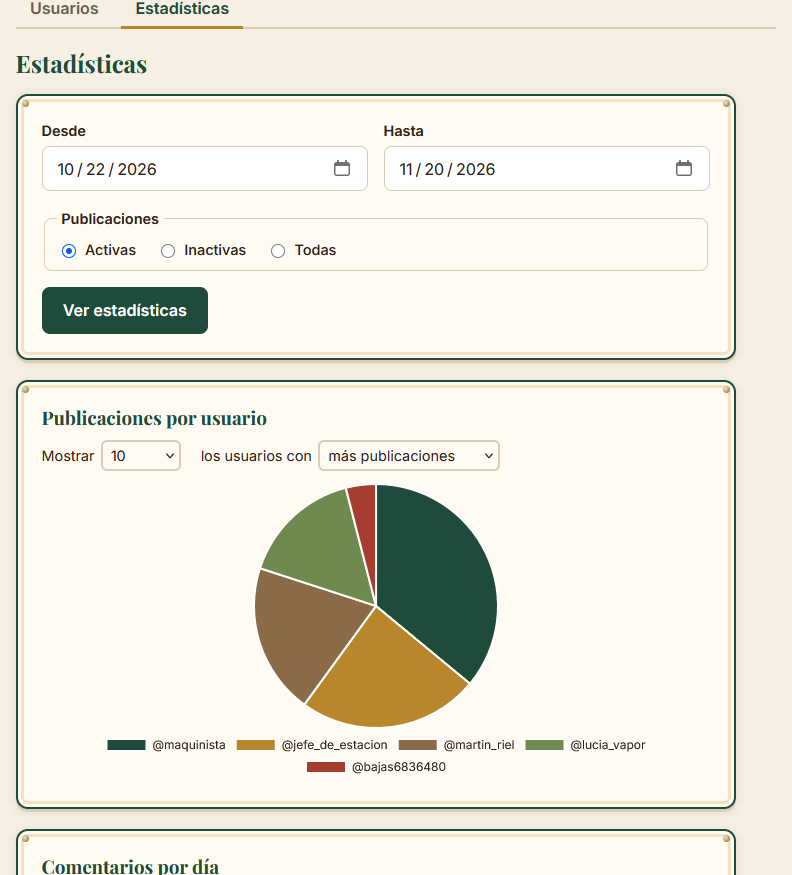 Usuarios Estadísticas
Estadísticas
Desde Hasta
10/22/2026 11/20/2026
Publicaciones
Activas Inactivas Todas
Ver estadísticas
Publicaciones por usuario
Mostrar 10 los usuarios con más publicaciones
@maquinista @jefe_de_estacion @martin_riel @lucia_vapor
@bajas6836480
Comentarios por día